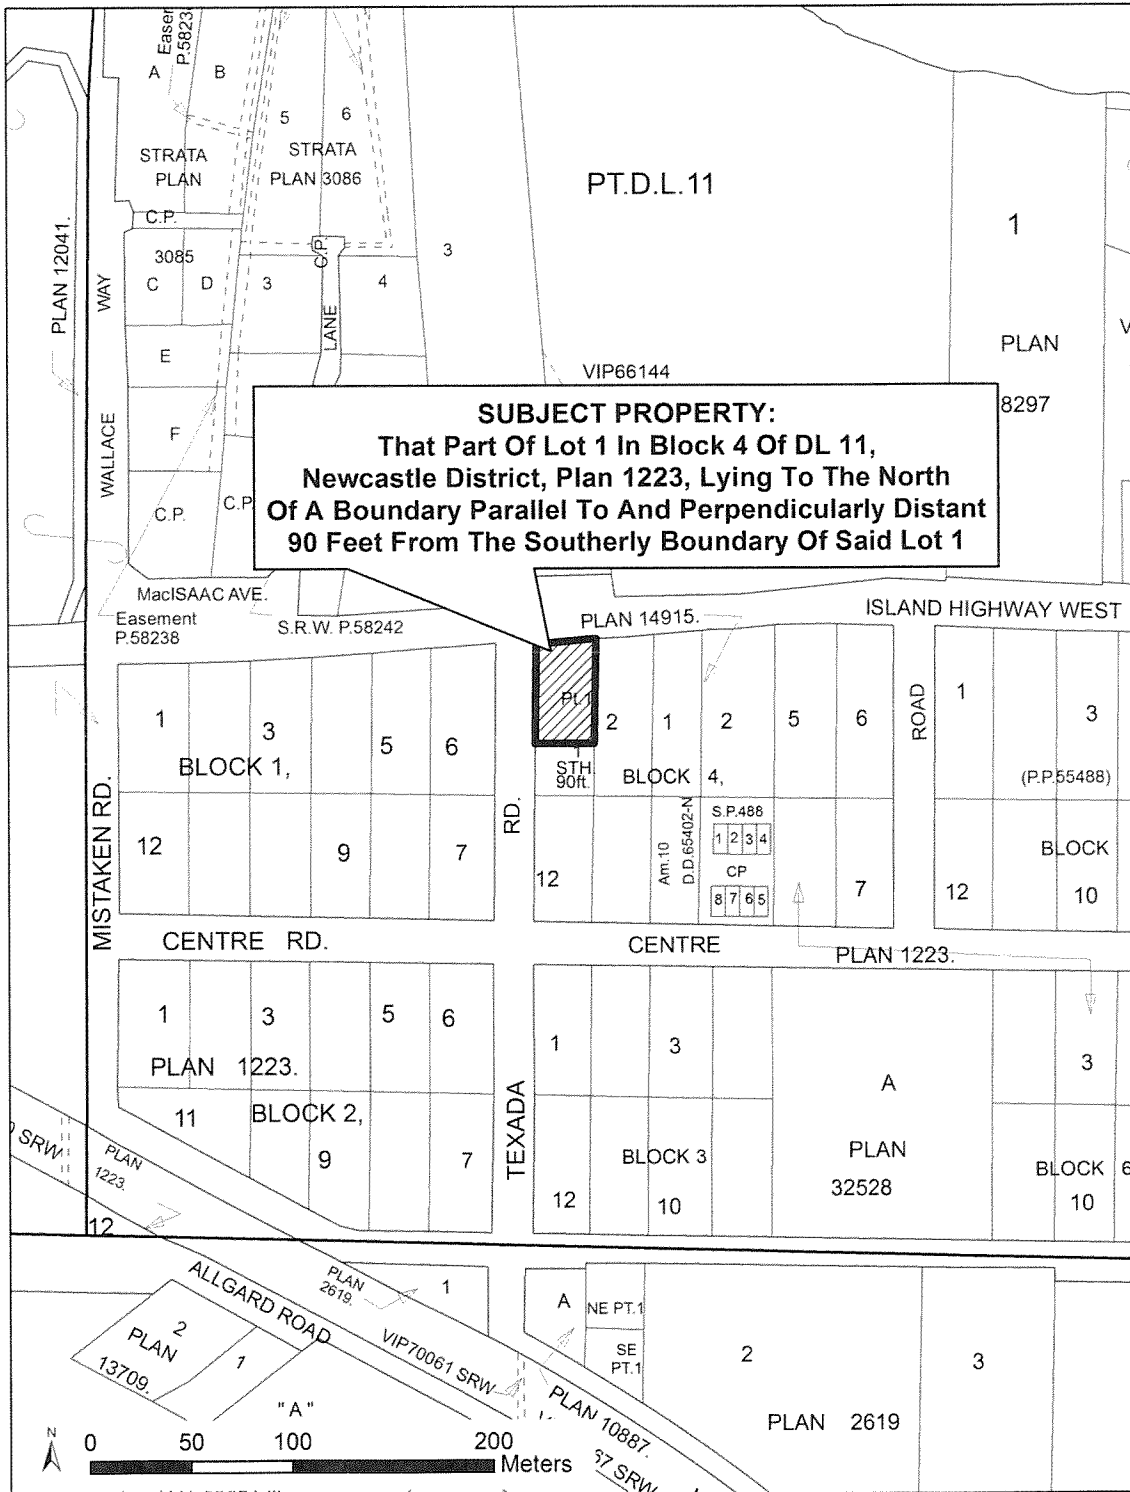 Easement
P.5823
A
B
5
6
STRATA
PLAN
STRATA
PLAN 3086
PT.D.L.11
1
C.P.
3085
C.P.
3
PLAN 12041.
WAY
C
D
3
4
LANE
E
PLAN
VIP66144
8297
SUBJECT PROPERTY:
That Part Of Lot 1 In Block 4 Of DL 11,
Newcastle District, Plan 1223, Lying To The North
Of A Boundary Parallel To And Perpendicularly Distant
90 Feet From The Southerly Boundary Of Said Lot 1
WALLACE
F
C.P.
C.P
V
MacISAAC AVE.
Easement
P.58238
S.R.W. P.58242
PLAN 14915.
ISLAND HIGHWAY WEST
1
3
5
6
BLOCK 1,
Pt.1
2
1
2
5
6
ROAD
1
3
1
STH.
90ft.
BLOCK 4,
(P.P.55488)
MISTAKEN RD.
12
9
7
RD.
12
Am.10
D.D.65402-N
S.P.488
1 2 3 4
CP
8 7 6 5
7
12
BLOCK
10
CENTRE RD.
CENTRE
PLAN 1223.
1
3
5
6
PLAN 1223.
1
3
A
3
11
BLOCK 2,
9
7
TEXADA
BLOCK 3
12
10
PLAN
32528
BLOCK 6
10
SRW
PLAN
1223.
12
ALLGARD ROAD
PLAN
2619.
1
A
NE PT.1
SE
PT.1
2
3
2
PLAN
13709.
1
VIP70061 SRW
PLAN 10887.
PLAN 2619
"A"
67 SRW
N
0 50 100 200
Meters